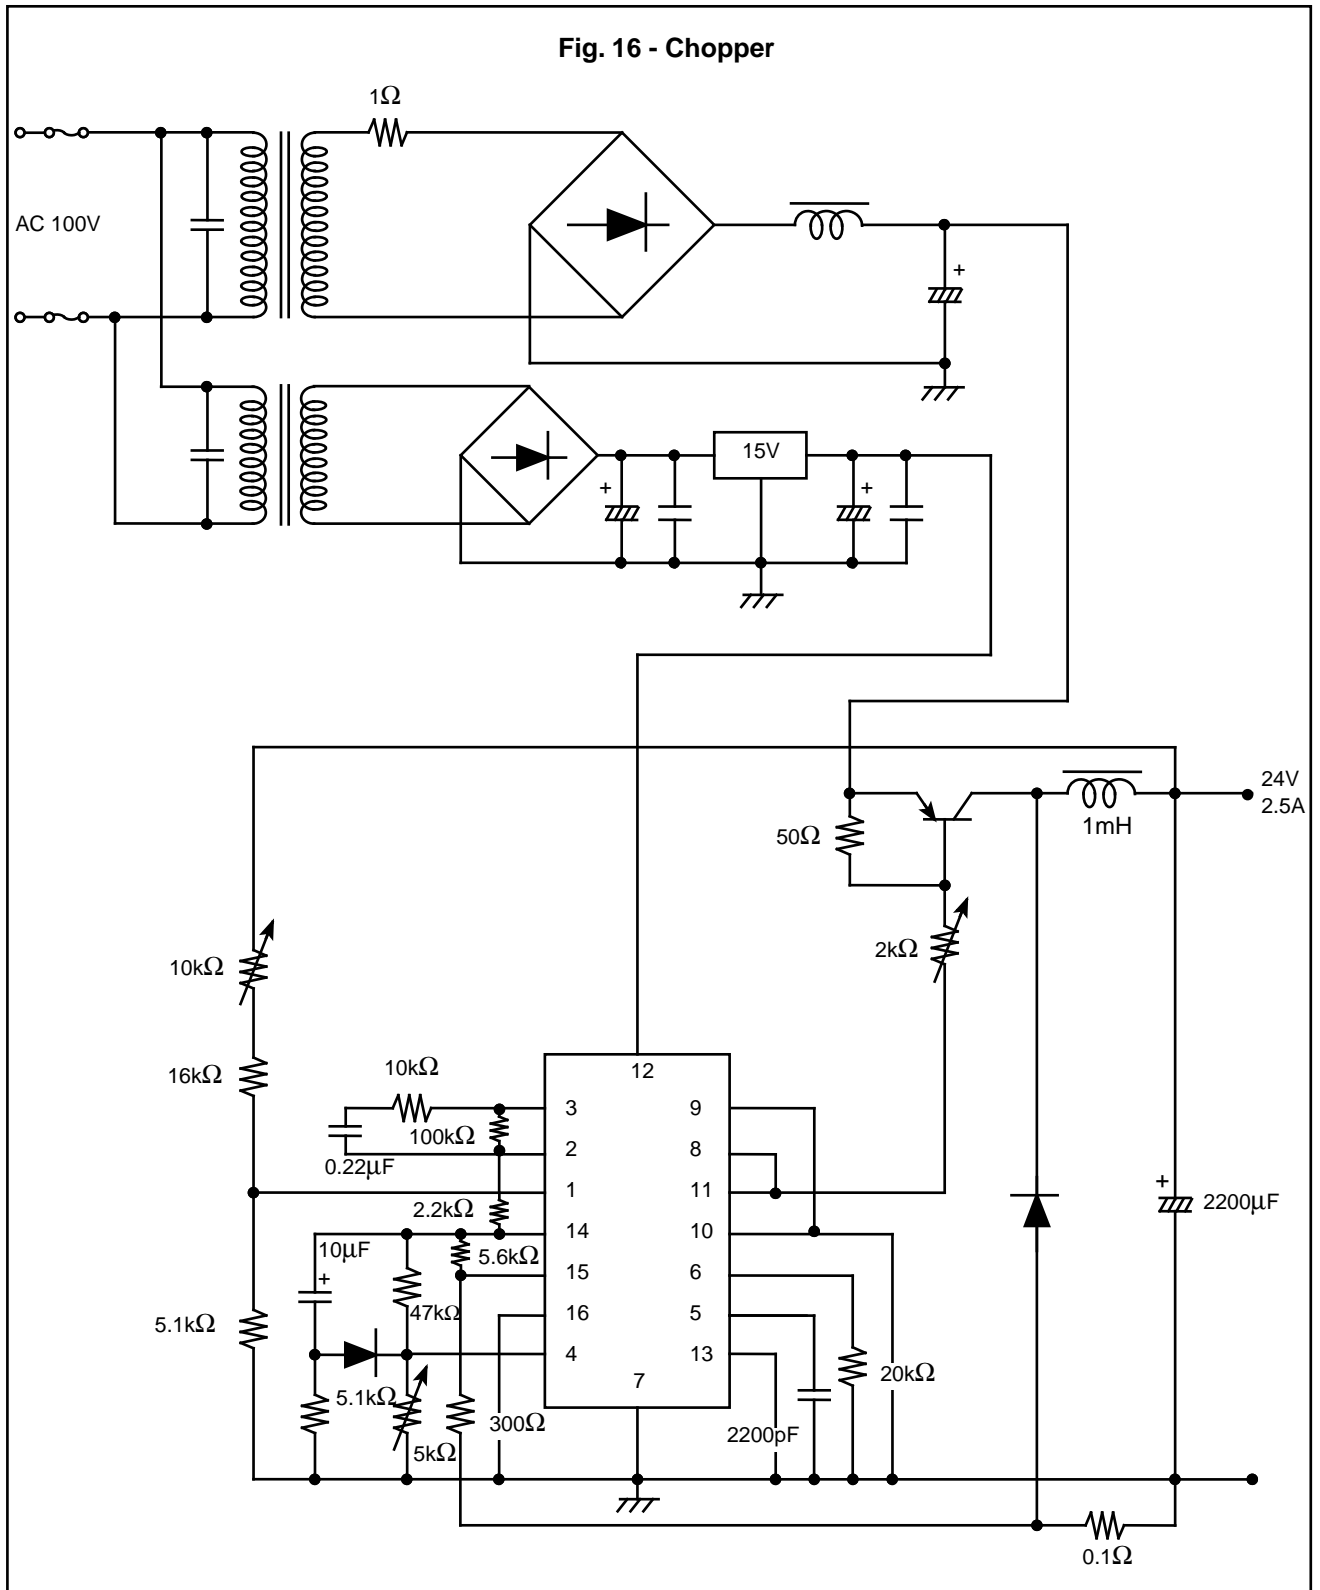 Fig. 16 - Chopper
1Ω
AC 100V
+
15V
+
+
24V
2.5A
1mH
50Ω
2kΩ
10kΩ
16kΩ
5.1kΩ
10kΩ
100kΩ
0.22µF
2.2kΩ
10µF
+
5.6kΩ
47kΩ
5.1kΩ
5kΩ
300Ω
12
3
2
1
14
15
16
4
7
9
8
11
10
6
5
13
20kΩ
2200pF
+
2200µF
0.1Ω